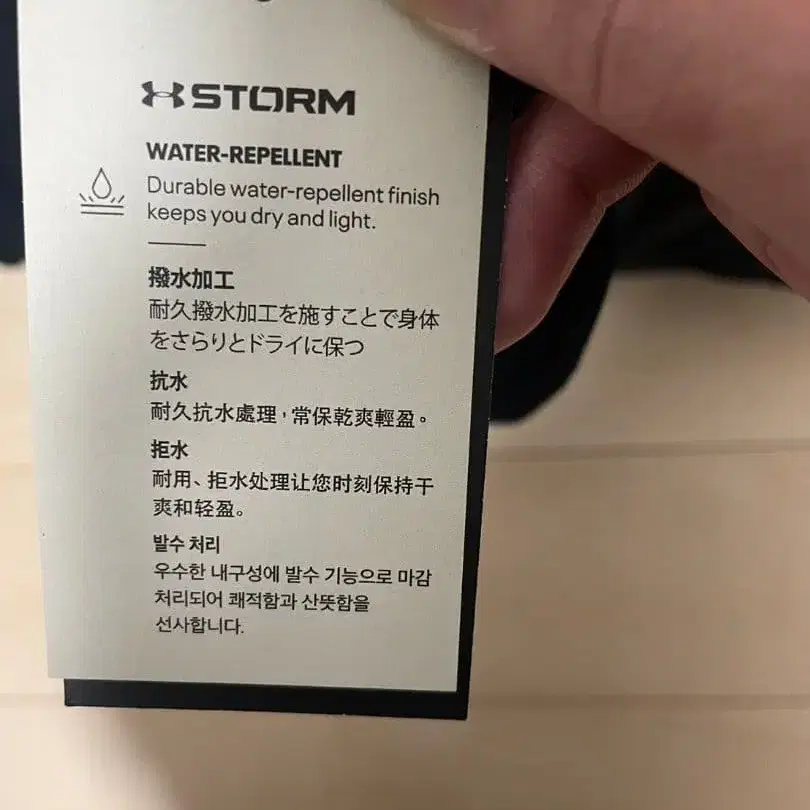 STORM
WATER-REPELLENT
Durable water-repellent finish
keeps you dry and light.
撥水加工
耐久撥水加工を施すことで身体
をさらりとドライに保つ
抗水
耐久抗水處理，常保乾爽輕盈。
拒水
耐用、拒水处理让您时刻保持干
爽和轻盈。
발수 처리
우수한 내구성에 발수 기능으로 마감
처리되어 쾌적함과 산뜻함을
선사합니다.